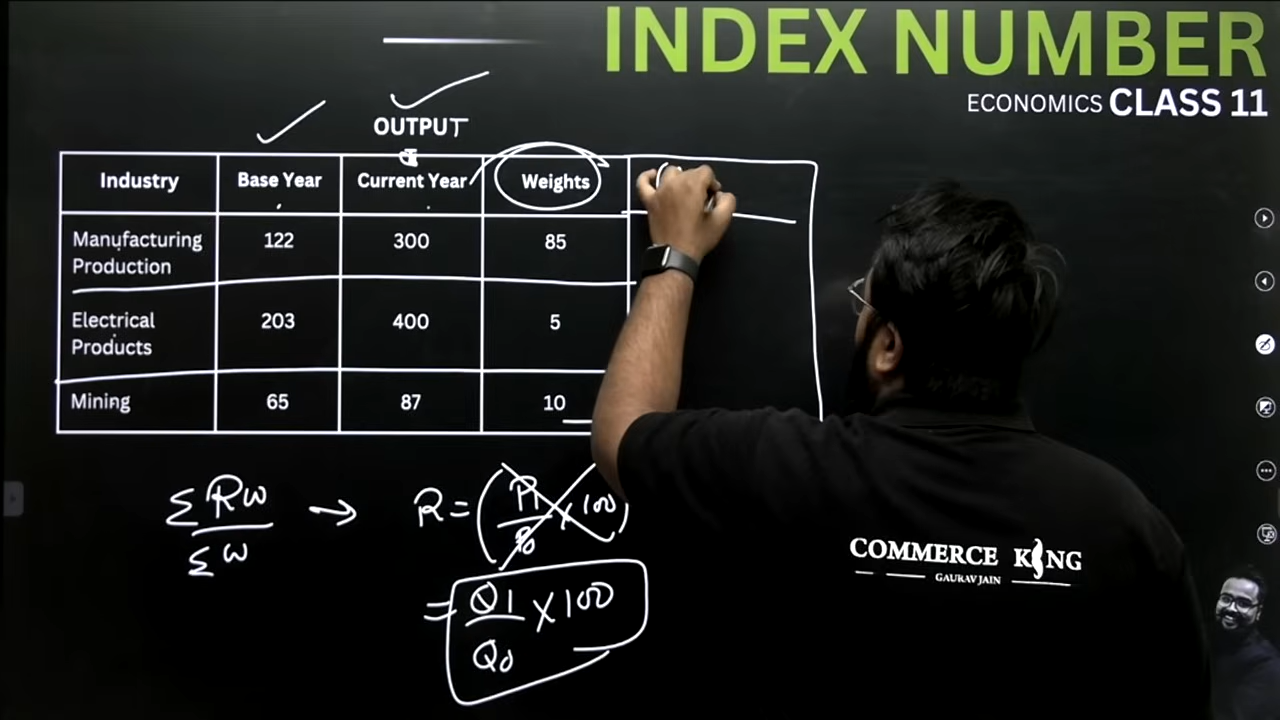 INDEX NUMBER
ECONOMICS CLASS 11
OUTPUT
Industry Base Year Current Year Weights
Manufacturing Production 122 300 85
Electrical Products 203 400 5
Mining 65 87 10
ΣRw / Σw → R = (P1/P0 × 100)
= Q1/Q0 × 100
COMMERCE KING
GAURAV JAIN